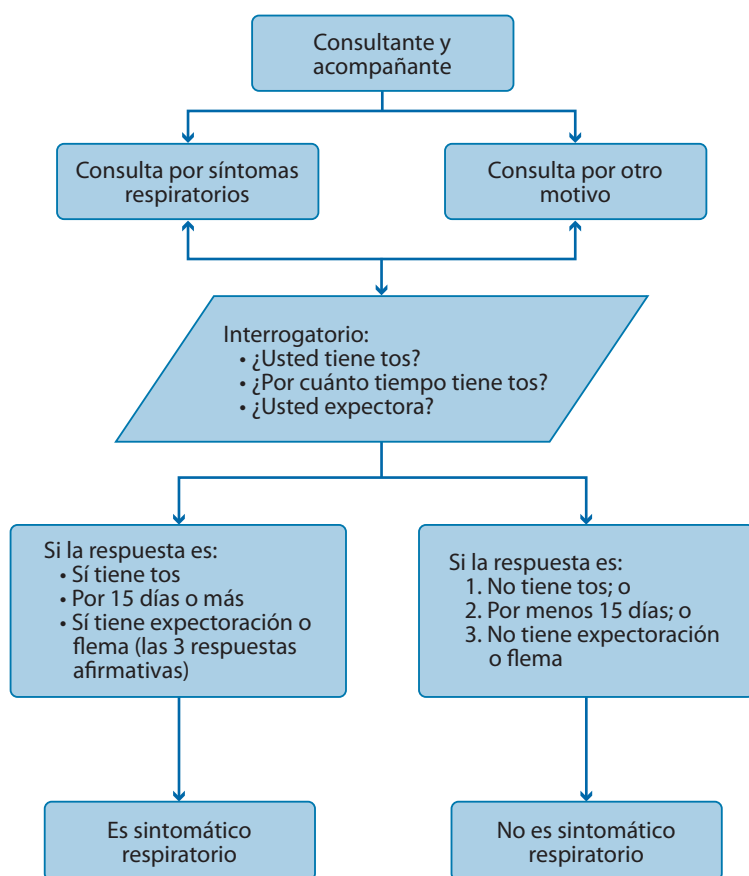 Consultante y
acompañante
Consulta por síntomas
respiratorios
Consulta por otro
motivo
Interrogatorio:
• ¿Usted tiene tos?
• ¿Por cuánto tiempo tiene tos?
• ¿Usted expectora?
Si la respuesta es:
• Sí tiene tos
• Por 15 días o más
• Sí tiene expectoración o
flema (las 3 respuestas
afirmativas)
Si la respuesta es:
1. No tiene tos; o
2. Por menos 15 días; o
3. No tiene expectoración
o flema
Es sintomático
respiratorio
No es sintomático
respiratorio